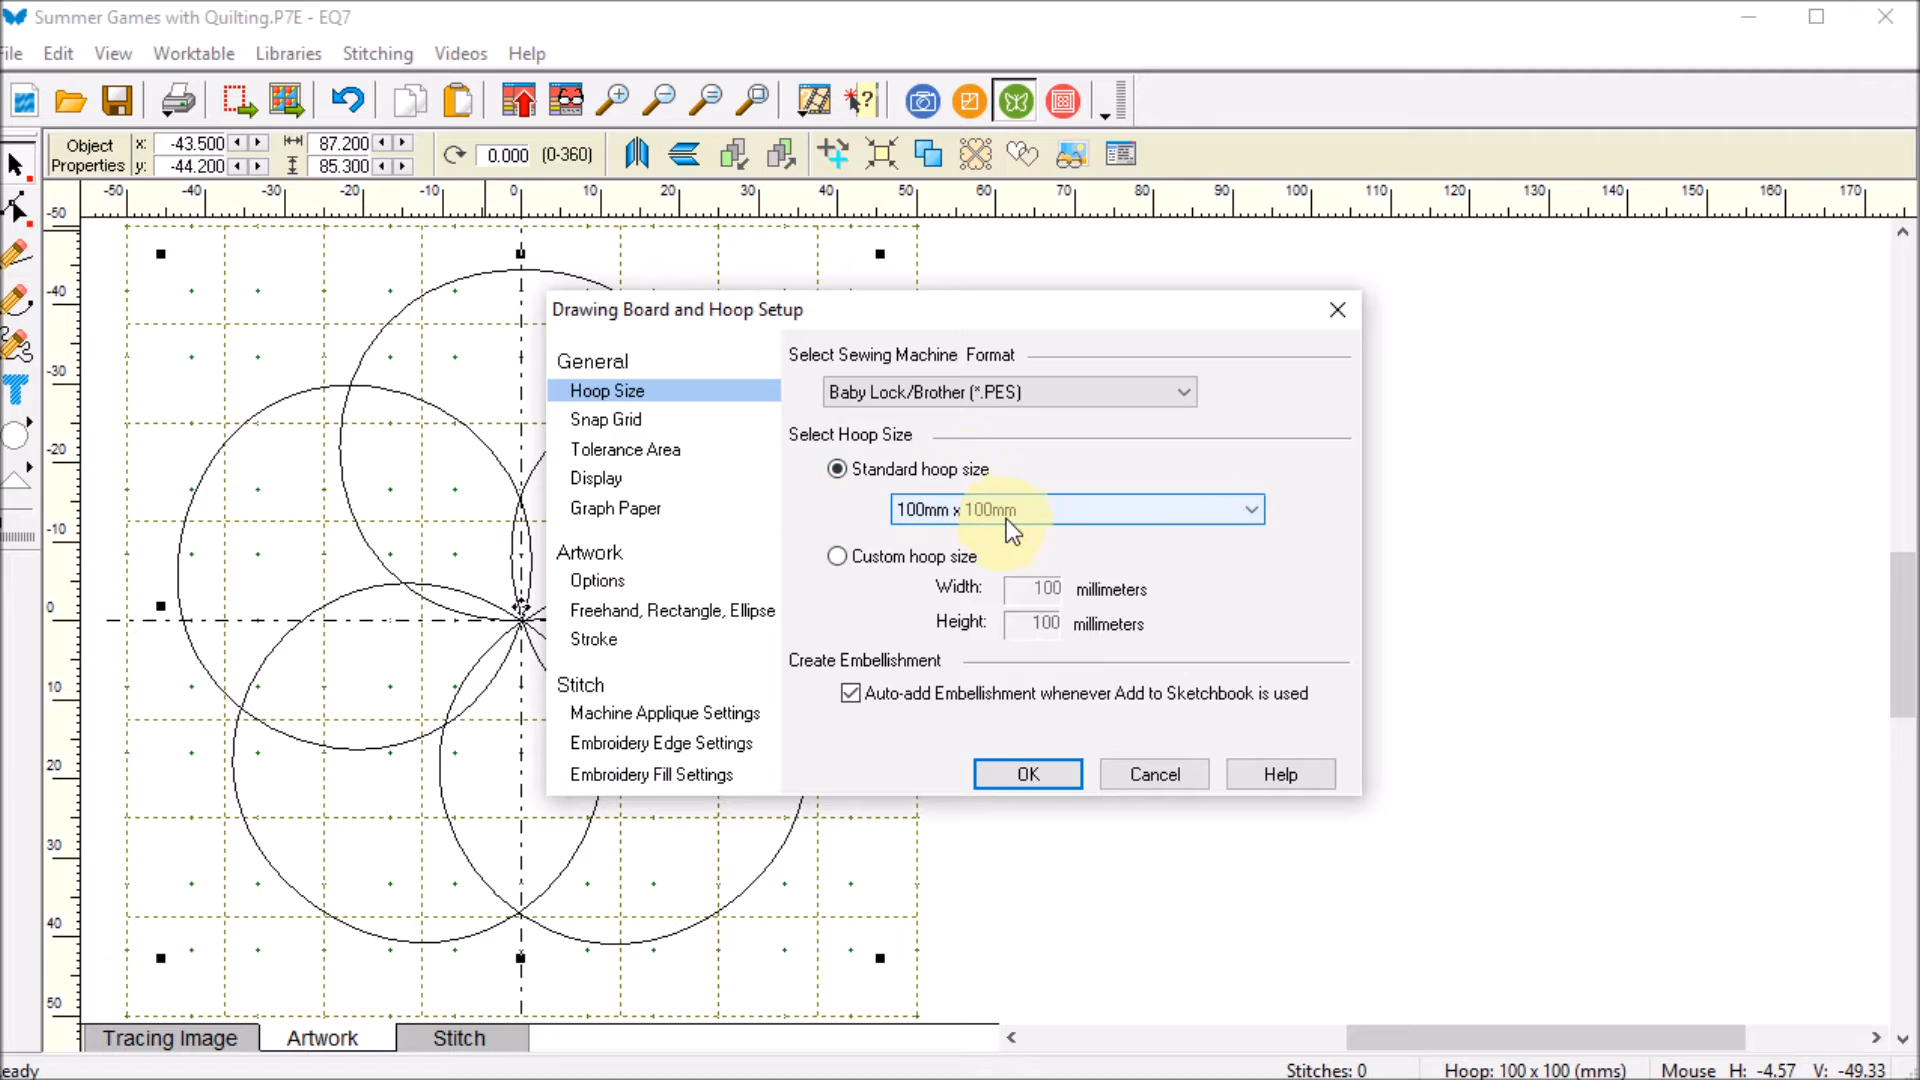 Summer Games with Quilting.P7E - EQ7
File Edit View Worktable Libraries Stitching Videos Help
Object Properties x: -43.500 87.200 0.000 (0-360)
y: -44.200 85.300
-50 -40 -30 -20 -10 0 10 20 30 40 50 60 70 80 90 100 110 120 130 140 150 160 170
-50
-40
-30
-20
-10
0
10
20
30
40
50
Drawing Board and Hoop Setup
General
Hoop Size
Snap Grid
Tolerance Area
Display
Graph Paper
Artwork
Options
Freehand, Rectangle, Ellipse
Stroke
Stitch
Machine Applique Settings
Embroidery Edge Settings
Embroidery Fill Settings
Select Sewing Machine Format
Baby Lock/Brother (*.PES)
Select Hoop Size
Standard hoop size
100mm x 100mm
Custom hoop size
Width: 100 millimeters
Height: 100 millimeters
Create Embellishment
Auto-add Embellishment whenever Add to Sketchbook is used
OK Cancel Help
Tracing Image Artwork Stitch
eady Stitches: 0 Hoop: 100 x 100 (mms) Mouse H: -4.57 V: -49.33